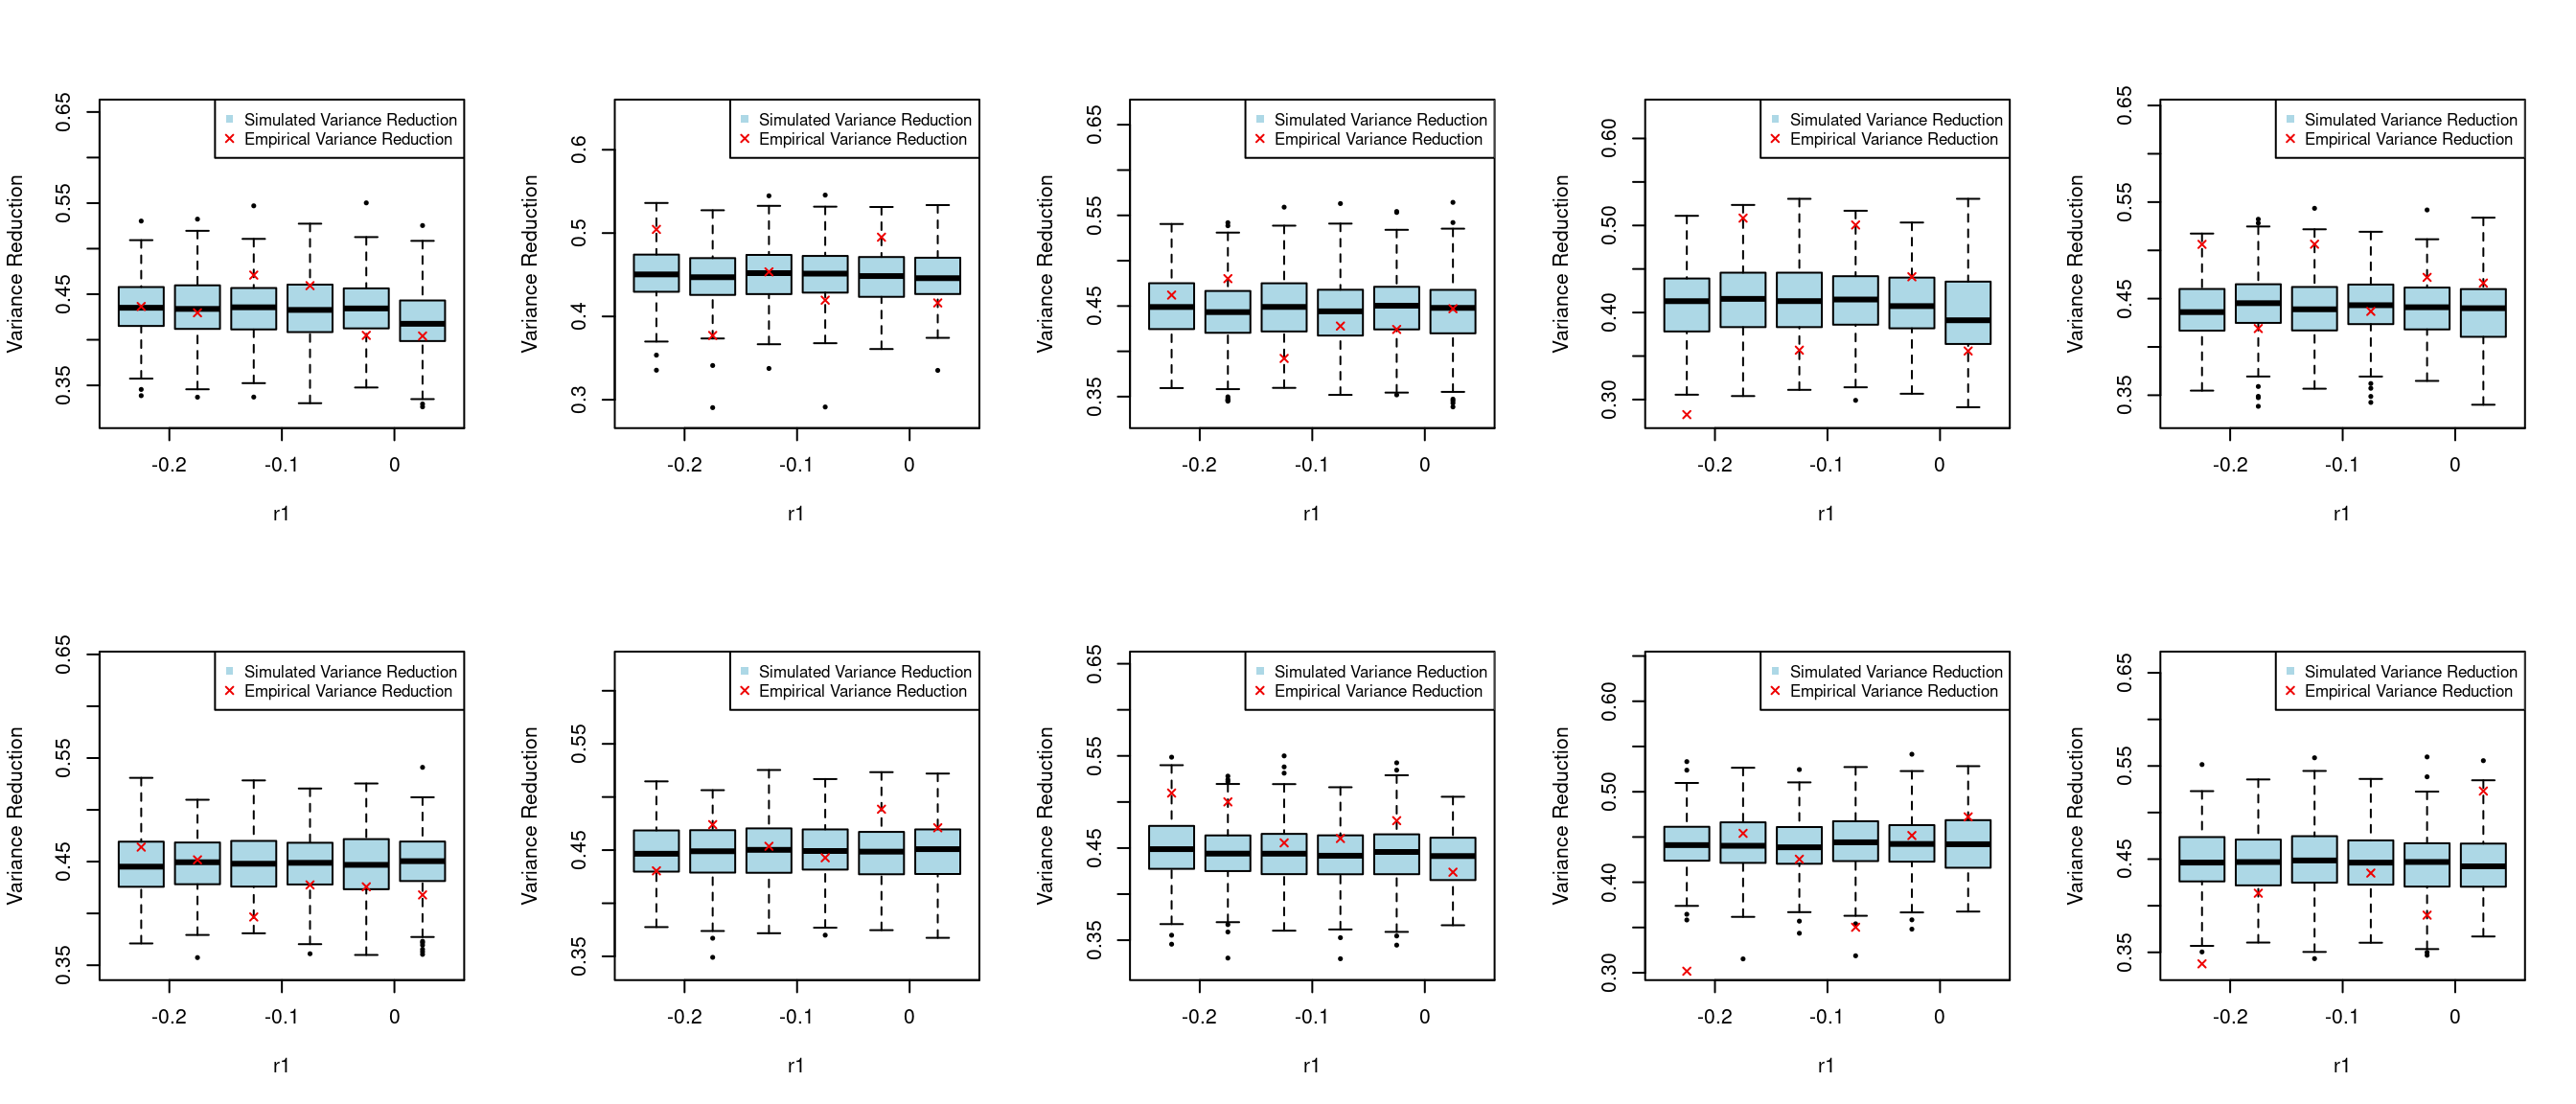 Simulated Variance Reduction
Empirical Variance Reduction
Variance Reduction
0.35
0.45
0.55
0.65
-0.2
-0.1
0
r1
Simulated Variance Reduction
Empirical Variance Reduction
Variance Reduction
0.3
0.4
0.5
0.6
-0.2
-0.1
0
r1
Simulated Variance Reduction
Empirical Variance Reduction
Variance Reduction
0.35
0.45
0.55
0.65
-0.2
-0.1
0
r1
Simulated Variance Reduction
Empirical Variance Reduction
Variance Reduction
0.30
0.40
0.50
0.60
-0.2
-0.1
0
r1
Simulated Variance Reduction
Empirical Variance Reduction
Variance Reduction
0.35
0.45
0.55
0.65
-0.2
-0.1
0
r1
Simulated Variance Reduction
Empirical Variance Reduction
Variance Reduction
0.35
0.45
0.55
0.65
-0.2
-0.1
0
r1
Simulated Variance Reduction
Empirical Variance Reduction
Variance Reduction
0.35
0.45
0.55
-0.2
-0.1
0
r1
Simulated Variance Reduction
Empirical Variance Reduction
Variance Reduction
0.35
0.45
0.55
0.65
-0.2
-0.1
0
r1
Simulated Variance Reduction
Empirical Variance Reduction
Variance Reduction
0.30
0.40
0.50
0.60
-0.2
-0.1
0
r1
Simulated Variance Reduction
Empirical Variance Reduction
Variance Reduction
0.35
0.45
0.55
0.65
-0.2
-0.1
0
r1